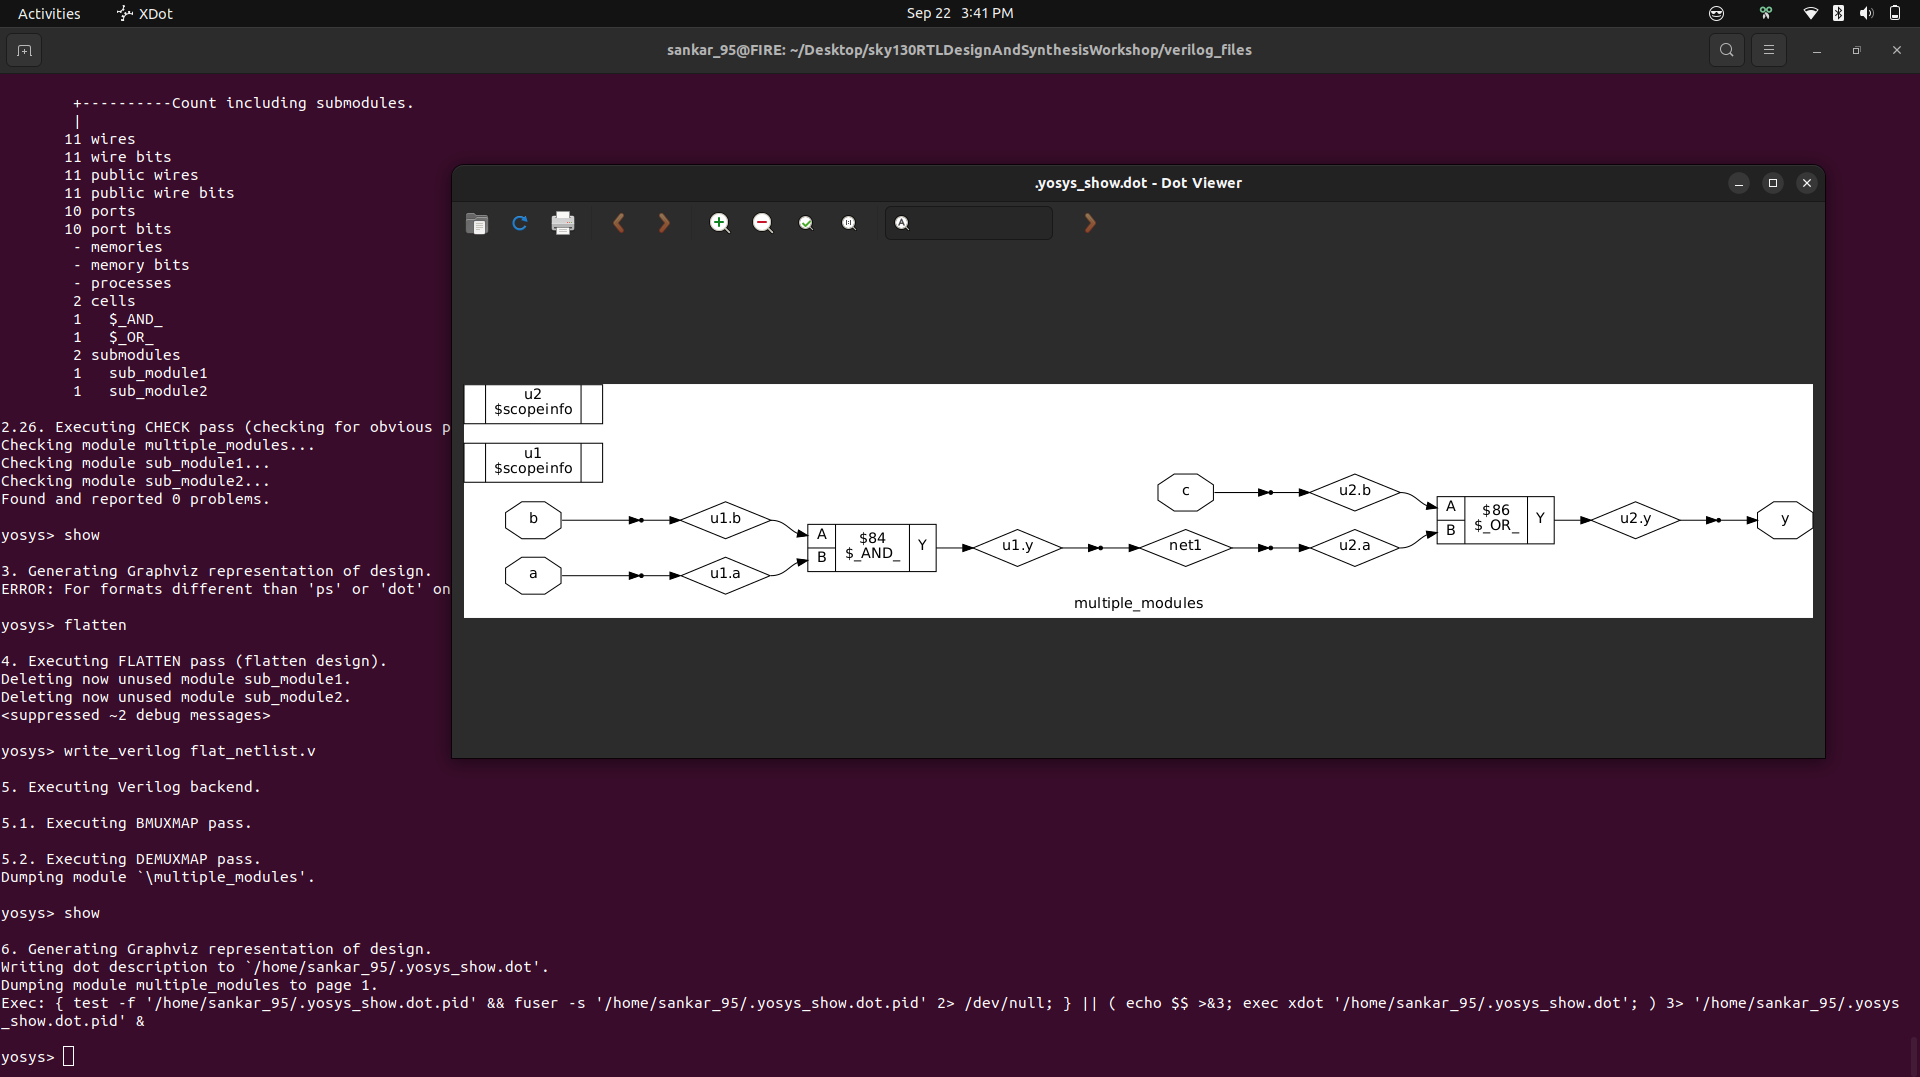 Activities
XDot
Sep 22 3:41 PM
sankar_95@FIRE: ~/Desktop/sky130RTLDesignAndSynthesisWorkshop/verilog_files
+----------Count including submodules.
|
11 wires
11 wire bits
11 public wires
11 public wire bits
10 ports
10 port bits
- memories
- memory bits
- processes
2 cells
1 $_AND_
1 $_OR_
2 submodules
1 sub_module1
1 sub_module2
2.26. Executing CHECK pass (checking for obvious p
Checking module multiple_modules...
Checking module sub_module1...
Checking module sub_module2...
Found and reported 0 problems.
yosys> show
3. Generating Graphviz representation of design.
ERROR: For formats different than 'ps' or 'dot' on
yosys> flatten
4. Executing FLATTEN pass (flatten design).
Deleting now unused module sub_module1.
Deleting now unused module sub_module2.
<suppressed ~2 debug messages>
yosys> write_verilog flat_netlist.v
5. Executing Verilog backend.
5.1. Executing BMUXMAP pass.
5.2. Executing DEMUXMAP pass.
Dumping module `\multiple_modules'.
yosys> show
6. Generating Graphviz representation of design.
Writing dot description to `/home/sankar_95/.yosys_show.dot'.
Dumping module multiple_modules to page 1.
Exec: { test -f '/home/sankar_95/.yosys_show.dot.pid' && fuser -s '/home/sankar_95/.yosys_show.dot.pid' 2> /dev/null; } || ( echo $$ >&3; exec xdot '/home/sankar_95/.yosys_show.dot'; ) 3> '/home/sankar_95/.yosys
_show.dot.pid' &
yosys>
.yosys_show.dot - Dot Viewer
u2
$scopeinfo
u1
$scopeinfo
b
u1.b
a
u1.a
A
B
$84
$_AND_
Y
u1.y
net1
c
u2.b
u2.a
A
B
$86
$_OR_
Y
u2.y
y
multiple_modules